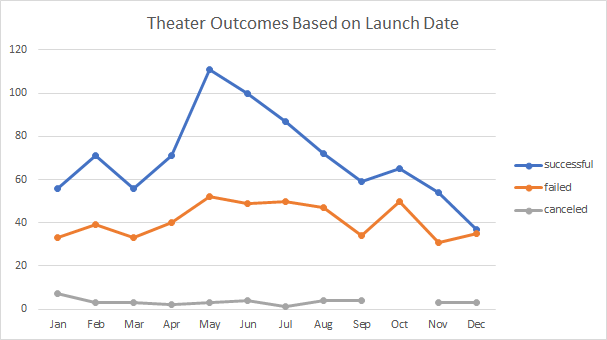 Theater Outcomes Based on Launch Date
120
100
80
60
40
20
0
Jan Feb Mar Apr May Jun Jul Aug Sep Oct Nov Dec
successful
failed
canceled